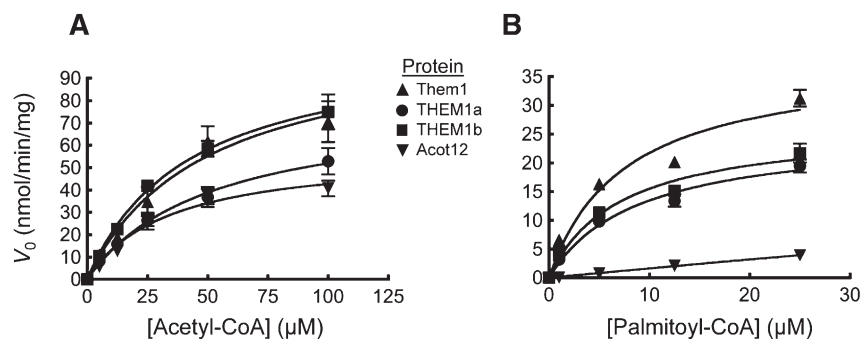 A
V0 (nmol/min/mg)
90
80
70
60
50
40
30
20
10
0
0 25 50 75 100 125
[Acetyl-CoA] (μM)
Protein
Them1
THEM1a
THEM1b
Acot12
B
35
30
25
20
15
10
5
0
0 10 20 30
[Palmitoyl-CoA] (μM)